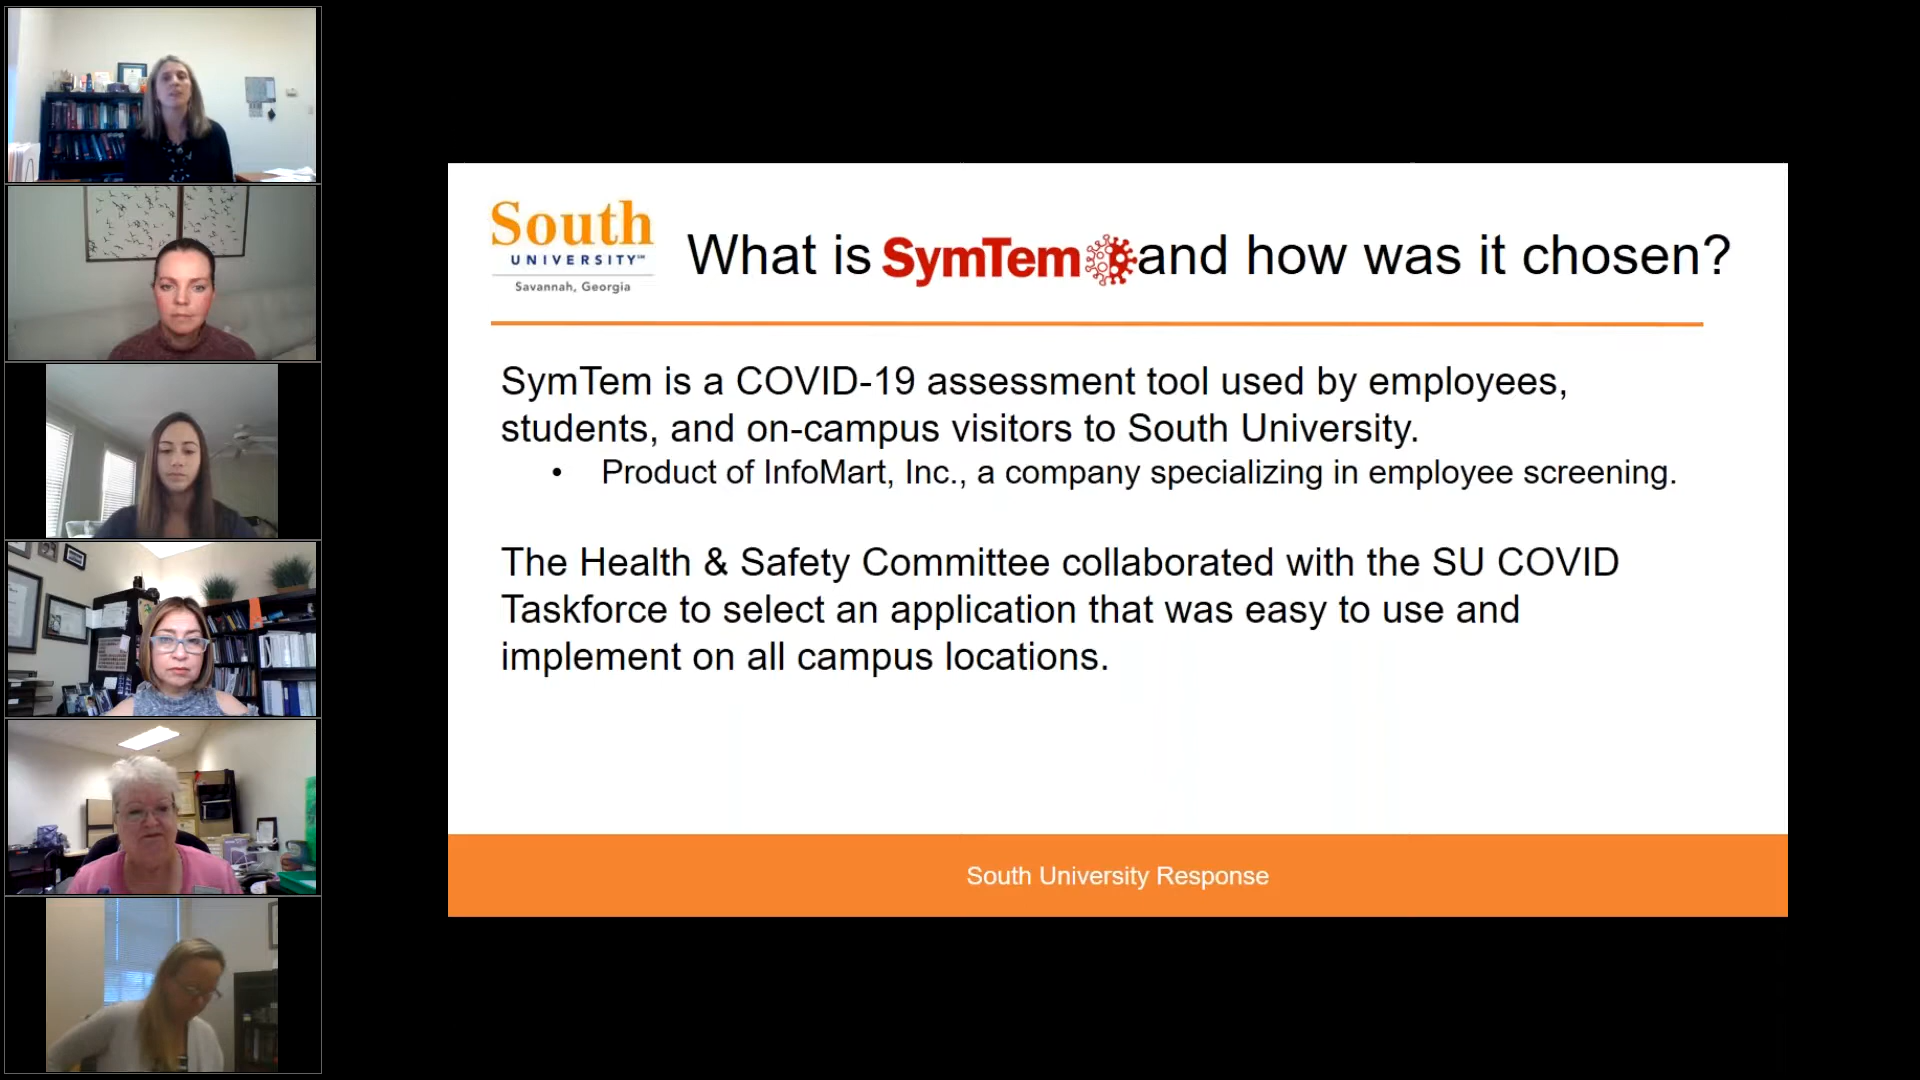 South
UNIVERSITY℠
Savannah, Georgia
What is SymTem and how was it chosen?
SymTem is a COVID-19 assessment tool used by employees,
students, and on-campus visitors to South University.
• Product of InfoMart, Inc., a company specializing in employee screening.
The Health & Safety Committee collaborated with the SU COVID
Taskforce to select an application that was easy to use and
implement on all campus locations.
South University Response